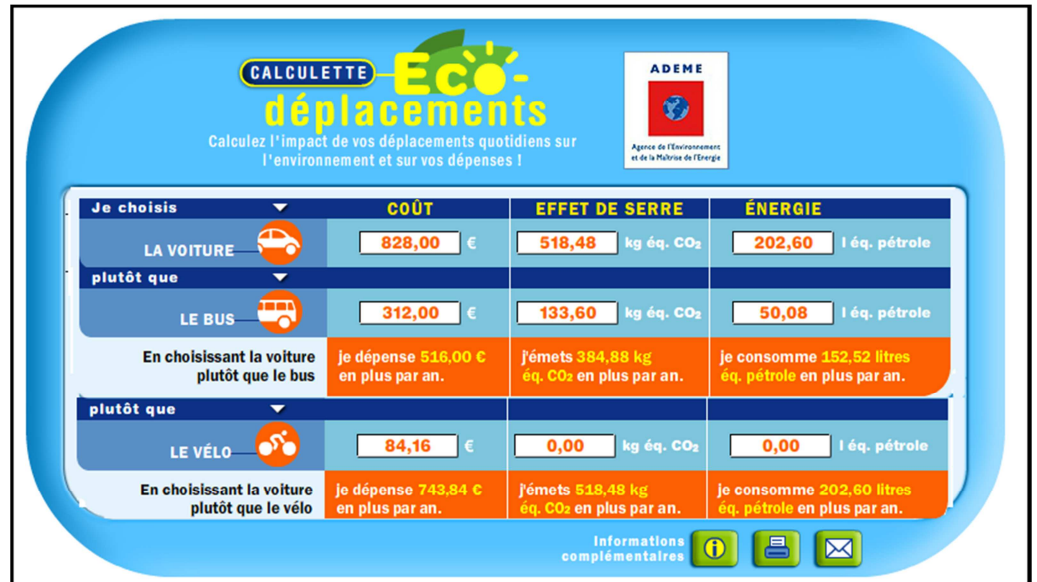 CALCULETTE Eco
déplacements
Calculez l'impact de vos déplacements quotidiens sur
l'environnement et sur vos dépenses !
ADEME
Agence de l'Environnement
et de la Maîtrise de l'Energie
Je choisis COÛT EFFET DE SERRE ÉNERGIE
LA VOITURE 828,00 € 518,48 kg éq. CO₂ 202,60 l éq. pétrole
plutôt que
LE BUS 312,00 € 133,60 kg éq. CO₂ 50,08 l éq. pétrole
En choisissant la voiture je dépense 516,00 € j'émets 384,88 kg je consomme 152,52 litres
plutôt que le bus en plus par an. éq. CO₂ en plus par an. éq. pétrole en plus par an.
plutôt que
LE VÉLO 84,16 € 0,00 kg éq. CO₂ 0,00 l éq. pétrole
En choisissant la voiture je dépense 743,84 € j'émets 518,48 kg je consomme 202,60 litres
plutôt que le vélo en plus par an. éq. CO₂ en plus par an. éq. pétrole en plus par an.
Informations
complémentaires